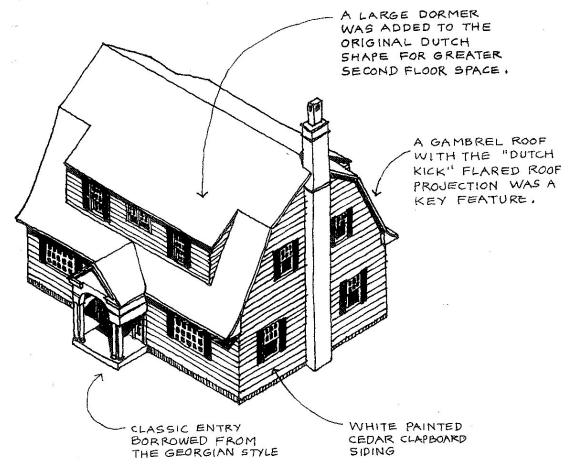 A LARGE DORMER
WAS ADDED TO THE
ORIGINAL DUTCH
SHAPE FOR GREATER
SECOND FLOOR SPACE.
A GAMBREL ROOF
WITH THE "DUTCH
KICK" FLARED ROOF
PROJECTION WAS A
KEY FEATURE.
CLASSIC ENTRY
BORROWED FROM
THE GEORGIAN STYLE
WHITE PAINTED
CEDAR CLAPBOARD
SIDING